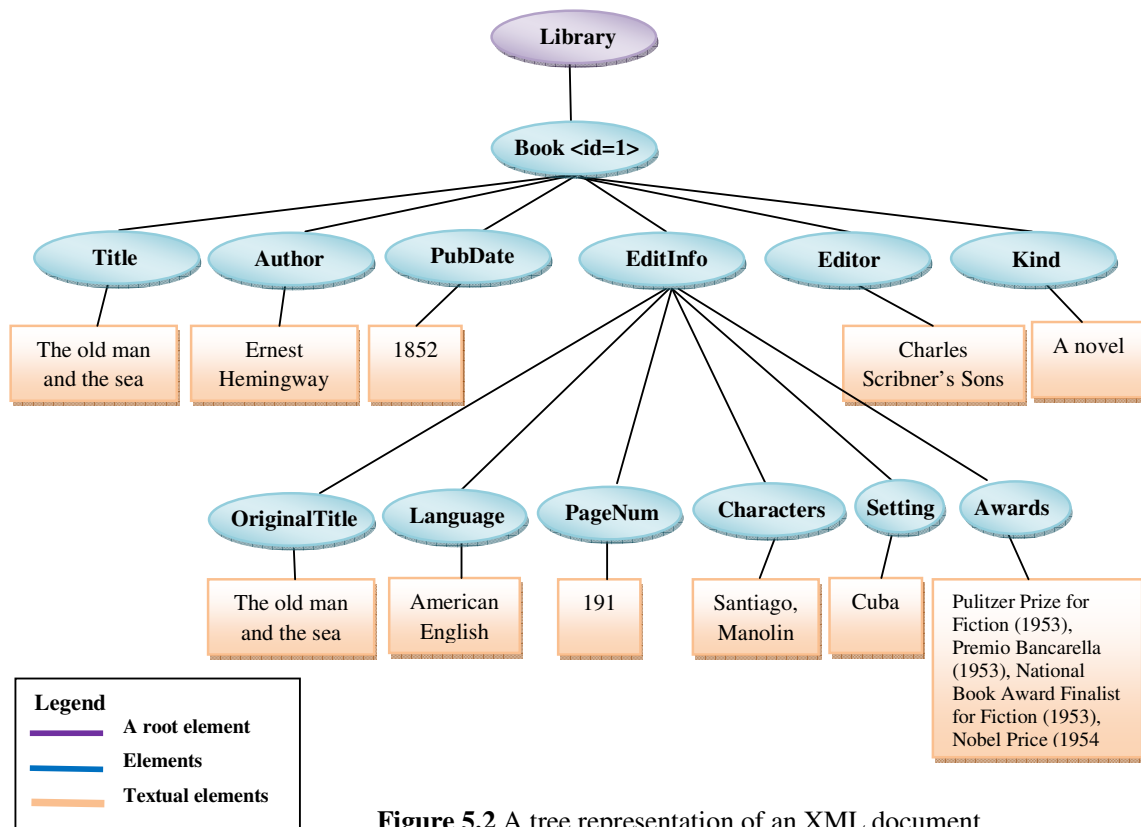 Library
Book <id=1>
Title
Author
PubDate
EditInfo
Editor
Kind
The old man
and the sea
Ernest
Hemingway
1852
Charles
Scribner’s Sons
A novel
OriginalTitle
Language
PageNum
Characters
Setting
Awards
The old man
and the sea
American
English
191
Santiago,
Manolin
Cuba
Pulitzer Prize for
Fiction (1953),
Premio Bancarella
(1953), National
Book Award Finalist
for Fiction (1953),
Nobel Price (1954
Legend
A root element
Elements
Textual elements
Figure 5.2 A tree representation of an XML document